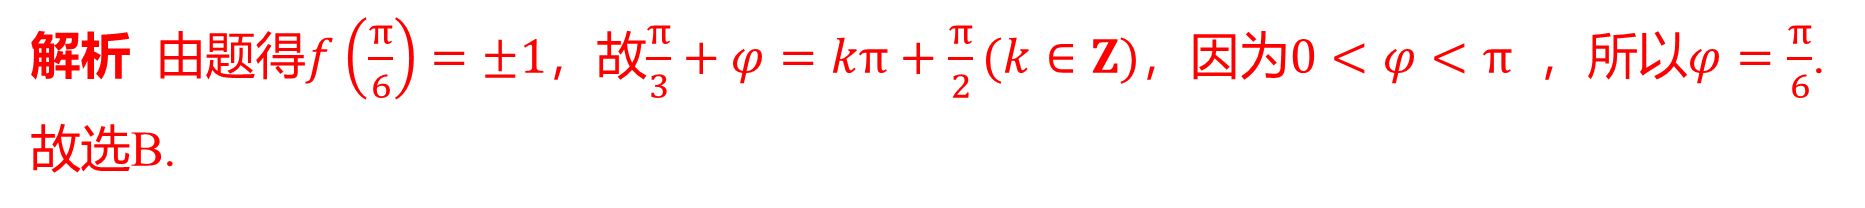 解析 由题得f(π/6) = ±1，故π/3 + φ = kπ + π/2 (k ∈ Z)，因为0 < φ < π ，所以φ = π/6.
故选B.